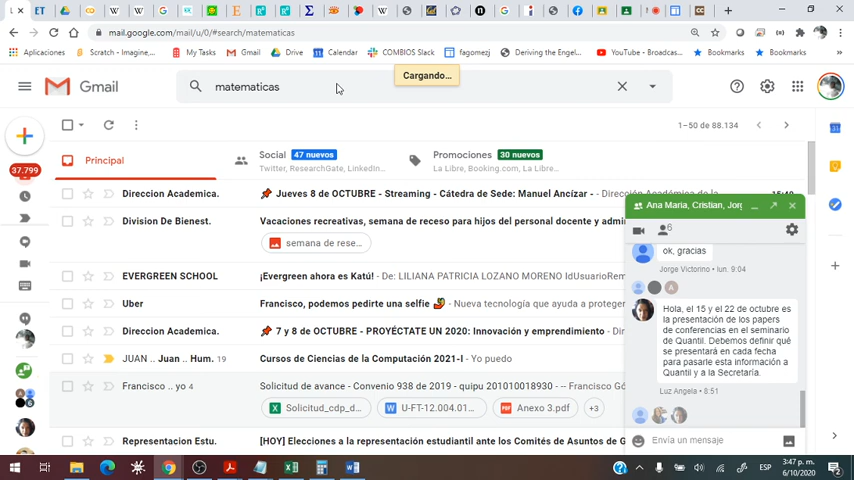 mail.google.com/mail/u/0/#search/matematicas
Aplicaciones
Scratch - Imagine,...
My Tasks
Gmail
Drive
Calendar
COMBIOS Slack
fagomezj
Deriving the Engel...
YouTube - Broadcas...
Bookmarks
Bookmarks
Gmail
matematicas
Cargando...
1–50 de 88.134
37.799
Principal
Social 47 nuevos
Twitter, ResearchGate, LinkedIn...
Promociones 30 nuevos
La Libre, Booking.com, La Libre...
Direccion Academica.
Jueves 8 de OCTUBRE - Streaming - Cátedra de Sede: Manuel Ancízar - - Dirección Académica de la
Division De Bienest.
Vacaciones recreativas, semana de receso para hijos del personal docente y admi
semana de rese...
EVERGREEN SCHOOL
¡Evergreen ahora es Katú! - De: LILIANA PATRICIA LOZANO MORENO IdUsuarioRem
Uber
Francisco, podemos pedirte una selfie - Nueva tecnología que ayuda a proteger
Direccion Academica.
7 y 8 de OCTUBRE - PROYÉCTATE UN 2020: Innovación y emprendimiento - Di
JUAN .. Juan .. Hum. 19
Cursos de Ciencias de la Computación 2021-I - Yo puedo
Francisco .. yo 4
Solicitud de avance - Convenio 938 de 2019 - quipu 201010018930 - -- Francisco Gó
Solicitud_cdp_d...
U-FT-12.004.01...
Anexo 3.pdf
+3
Representacion Estu.
[HOY] Elecciones a la representación estudiantil ante los Comités de Asuntos de G
Ana Maria, Cristian, Jorg
6
ok, gracias
Jorge Victorino • lun. 9:04
A
Hola, el 15 y el 22 de octubre es
la presentación de los papers
de conferencias en el seminario
de Quantil. Debemos definir qué
se presentará en cada fecha
para pasarle esta información a
Quantil y a la Secretaría.
Luz Angela • 8:51
Envía un mensaje
ESP
3:47 p. m.
6/10/2020